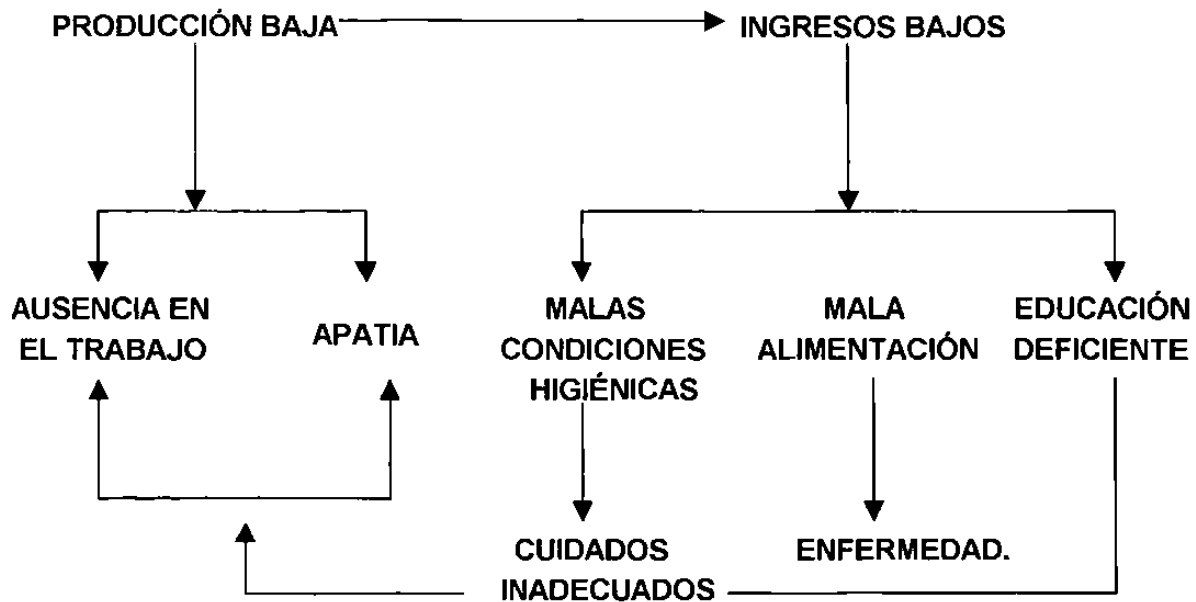 PRODUCCIÓN BAJA
INGRESOS BAJOS
AUSENCIA EN
EL TRABAJO
APATIA
MALAS
CONDICIONES
HIGIÉNICAS
MALA
ALIMENTACIÓN
EDUCACIÓN
DEFICIENTE
CUIDADOS
INADECUADOS
ENFERMEDAD.